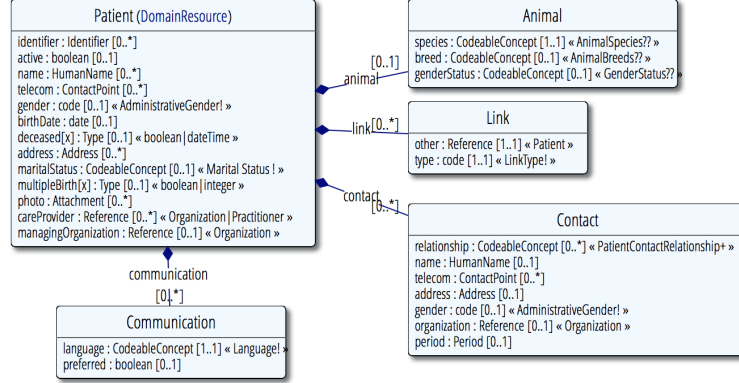 Patient (DomainResource)
identifier : Identifier [0..*]
active : boolean [0..1]
name : HumanName [0..*]
telecom : ContactPoint [0..*]
gender : code [0..1] « AdministrativeGender! »
birthDate : date [0..1]
deceased[x] : Type [0..1] « boolean|dateTime »
address : Address [0..*]
maritalStatus : CodeableConcept [0..1] « Marital Status ! »
multipleBirth[x] : Type [0..1] « boolean|integer »
photo : Attachment [0..*]
careProvider : Reference [0..*] « Organization|Practitioner »
managingOrganization : Reference [0..1] « Organization »
[0..1]
animal
Animal
species : CodeableConcept [1..1] « AnimalSpecies?? »
breed : CodeableConcept [0..1] « AnimalBreeds?? »
genderStatus : CodeableConcept [0..1] « GenderStatus?? »
link [0..*]
Link
other : Reference [1..1] « Patient »
type : code [1..1] « LinkType! »
contact
[0..*]
Contact
relationship : CodeableConcept [0..*] « PatientContactRelationship+ »
name : HumanName [0..1]
telecom : ContactPoint [0..*]
address : Address [0..1]
gender : code [0..1] « AdministrativeGender! »
organization : Reference [0..1] « Organization »
period : Period [0..1]
communication
[0..*]
Communication
language : CodeableConcept [1..1] « Language! »
preferred : boolean [0..1]